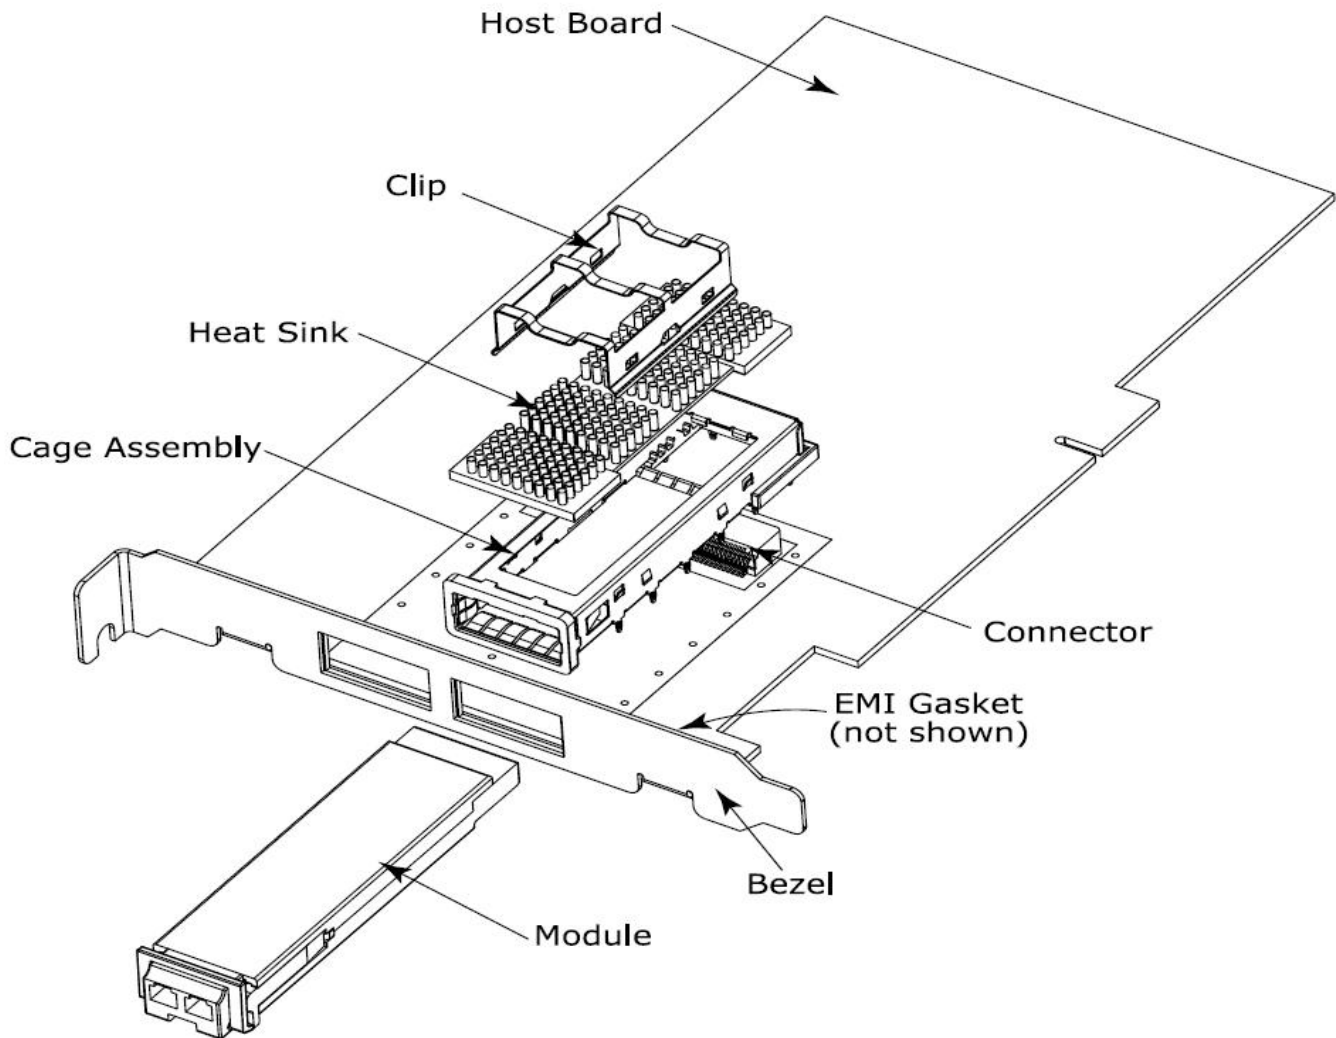 Host Board
Clip
Heat Sink
Cage Assembly
Connector
EMI Gasket
(not shown)
Bezel
Module